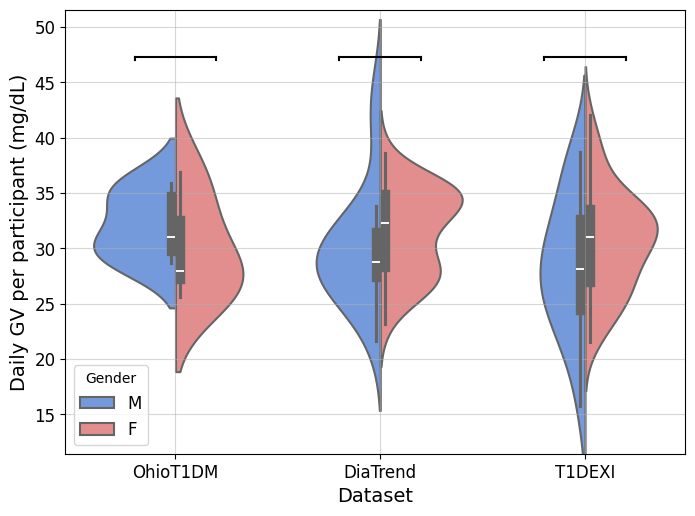 Daily GV per participant (mg/dL)
50
45
40
35
30
25
20
15
Gender
M
F
OhioT1DM
DiaTrend
T1DEXI
Dataset